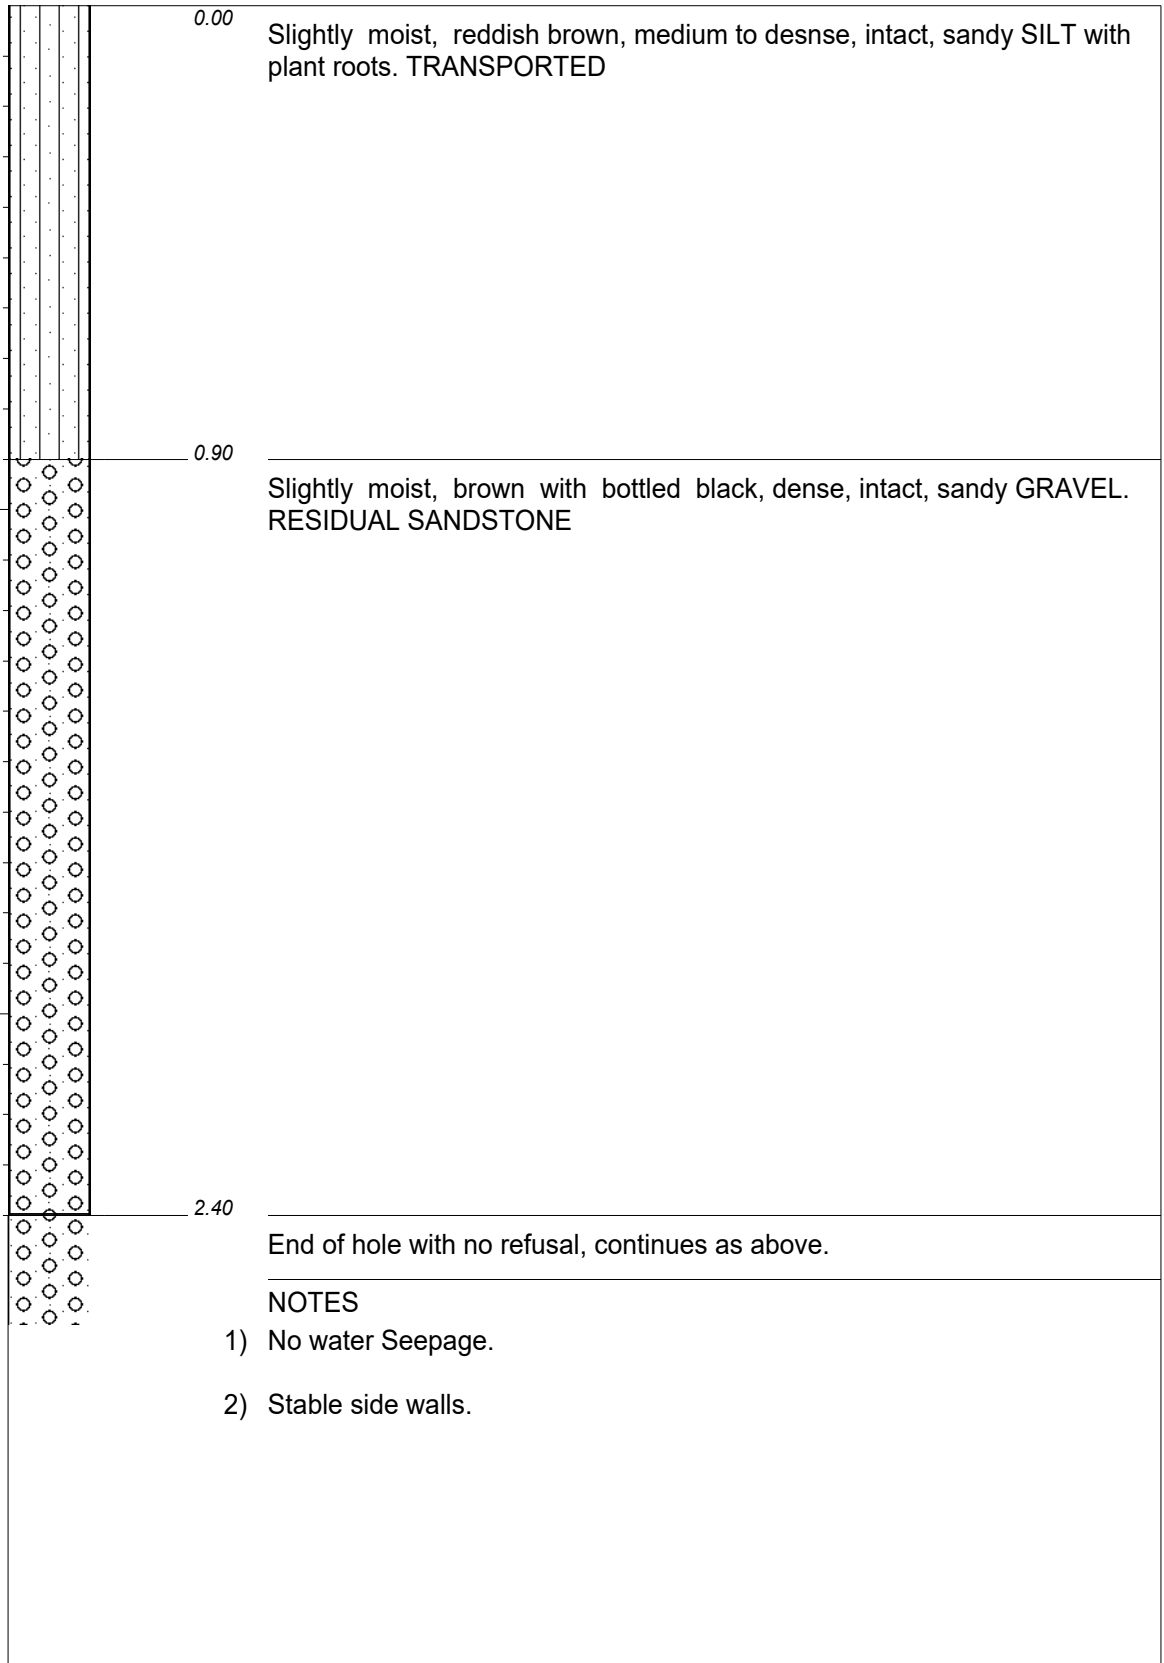 0.00
Slightly moist, reddish brown, medium to desnse, intact, sandy SILT with
plant roots. TRANSPORTED
0.90
Slightly moist, brown with bottled black, dense, intact, sandy GRAVEL.
RESIDUAL SANDSTONE
2.40
End of hole with no refusal, continues as above.
NOTES
1) No water Seepage.
2) Stable side walls.